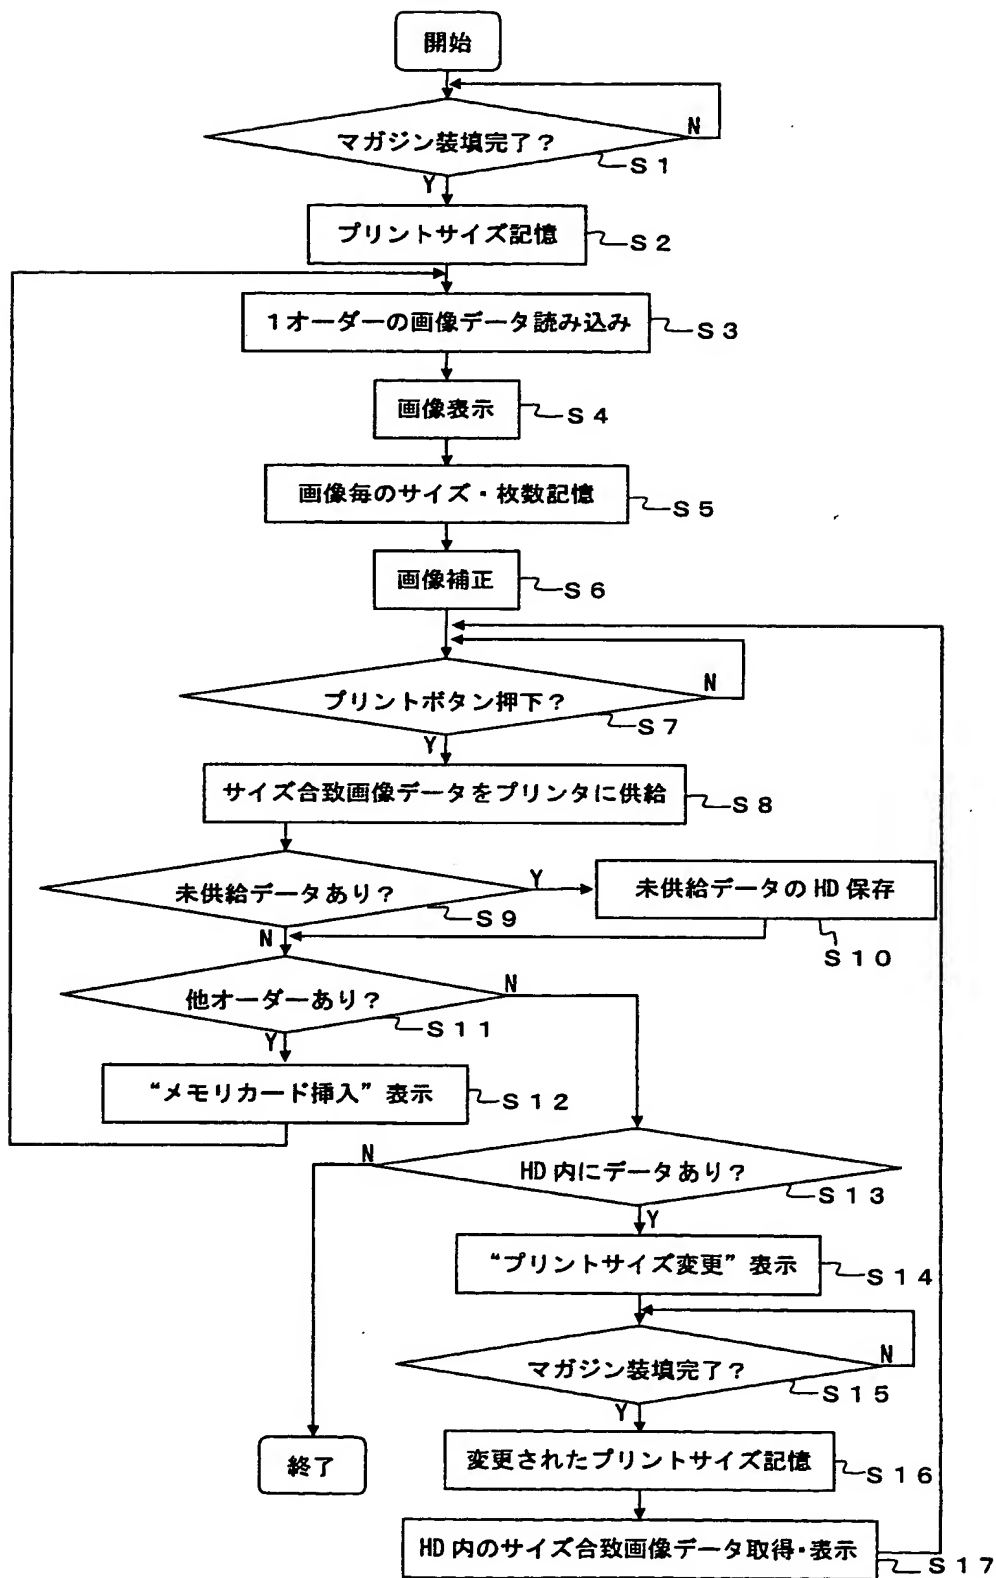 開始
N
マガジン装填完了？
S1
Y
プリントサイズ記憶
S2
1オーダーの画像データ読み込み
S3
画像表示
S4
画像毎のサイズ・枚数記憶
S5
画像補正
S6
N
プリントボタン押下？
S7
Y
サイズ合致画像データをプリンタに供給
S8
未供給データあり？
Y
S9
N
未供給データのHD保存
S10
他オーダーあり？
N
S11
Y
“メモリカード挿入”表示
S12
N
HD内にデータあり？
S13
Y
“プリントサイズ変更”表示
S14
N
マガジン装填完了？
S15
Y
変更されたプリントサイズ記憶
S16
終了
HD内のサイズ合致画像データ取得・表示
S17